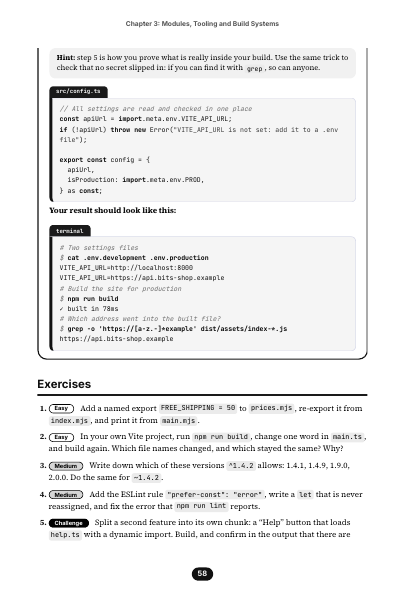 Chapter 3: Modules, Tooling and Build Systems
Hint: step 5 is how you prove what is really inside your build. Use the same trick to
check that no secret slipped in: if you can find it with grep, so can anyone.
src/config.ts
// All settings are read and checked in one place
const apiUrl = import.meta.env.VITE_API_URL;
if (!apiUrl) throw new Error("VITE_API_URL is not set: add it to a .env
file");
export const config = {
apiUrl,
isProduction: import.meta.env.PROD,
} as const;
Your result should look like this:
terminal
# Two settings files
$ cat .env.development .env.production
VITE_API_URL=http://localhost:8000
VITE_API_URL=https://api.bits-shop.example
# Build the site for production
$ npm run build
✓ built in 78ms
# Which address went into the built file?
$ grep -o 'https://[a-z.-]*example' dist/assets/index-*.js
https://api.bits-shop.example
Exercises
1. Easy Add a named export FREE_SHIPPING = 50 to prices.mjs, re-export it from
index.mjs, and print it from main.mjs.
2. Easy In your own Vite project, run npm run build, change one word in main.ts,
and build again. Which file names changed, and which stayed the same? Why?
3. Medium Write down which of these versions ^1.4.2 allows: 1.4.1, 1.4.9, 1.9.0,
2.0.0. Do the same for ~1.4.2.
4. Medium Add the ESLint rule "prefer-const": "error", write a let that is never
reassigned, and fix the error that npm run lint reports.
5. Challenge Split a second feature into its own chunk: a “Help” button that loads
help.ts with a dynamic import. Build, and confirm in the output that there are
58